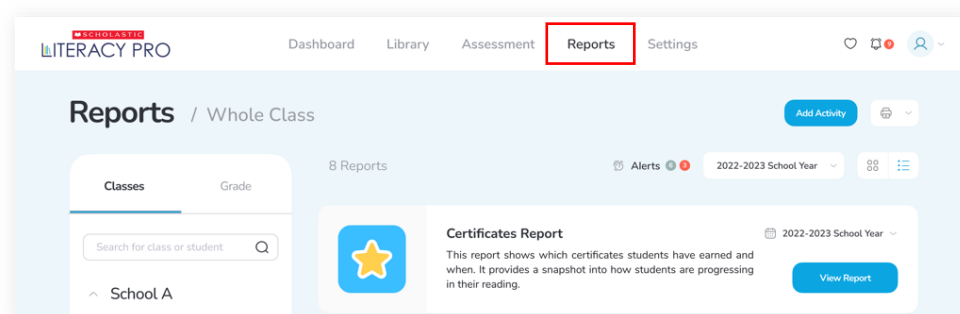 SCHOLASTIC
LITERACY PRO
Dashboard Library Assessment Reports Settings
9
Reports / Whole Class
Add Activity
Classes Grade
8 Reports
Alerts 6 3
2022-2023 School Year
Search for class or student
School A
Certificates Report
2022-2023 School Year
This report shows which certificates students have earned and
when. It provides a snapshot into how students are progressing
in their reading.
View Report